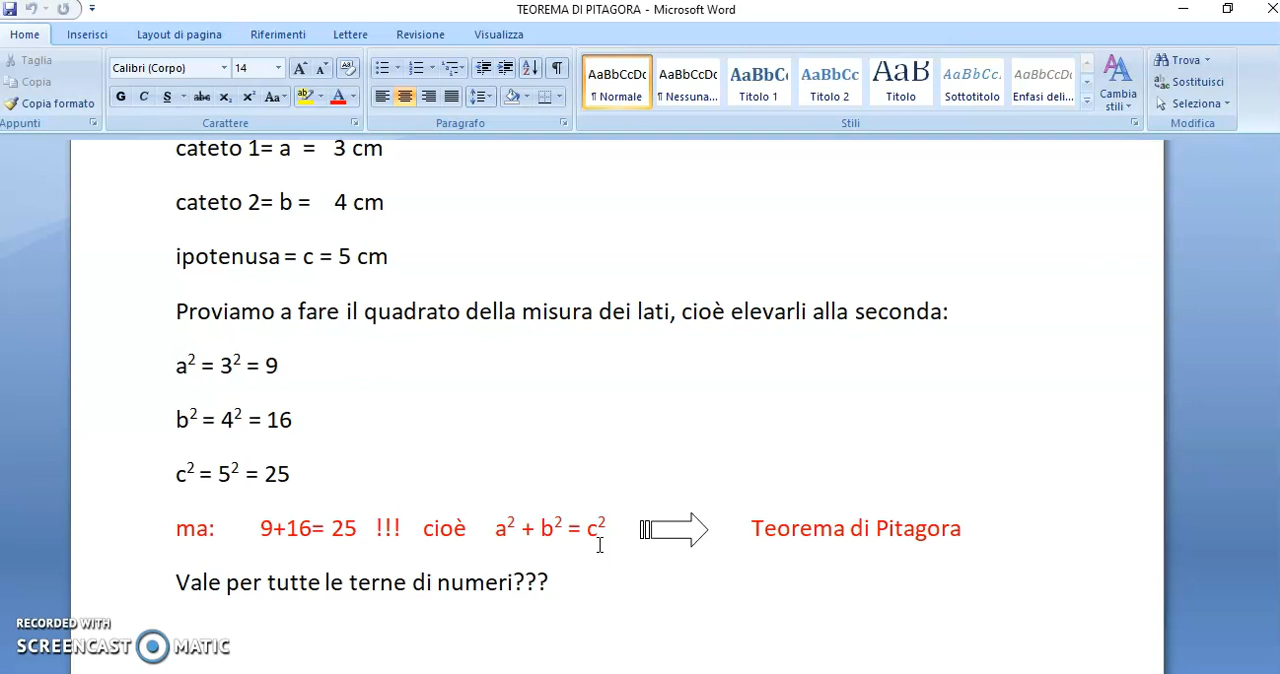 TEOREMA DI PITAGORA - Microsoft Word
Home Inserisci Layout di pagina Riferimenti Lettere Revisione Visualizza
Taglia
Copia
Copia formato
Appunti
Calibri (Corpo) 14
G C S abc x₂ x² Aa
A
Carattere
Paragrafo
AaBbCcDc AaBbCcDc AaBbC AaBbCc AaB AaBbCc. AaBbCcDc
¶ Normale ¶ Nessuna... Titolo 1 Titolo 2 Titolo Sottotitolo Enfasi deli...
Cambia
stili
Stili
Trova
Sostituisci
Seleziona
Modifica
cateto 1= a = 3 cm
cateto 2= b = 4 cm
ipotenusa = c = 5 cm
Proviamo a fare il quadrato della misura dei lati, cioè elevarli alla seconda:
a² = 3² = 9
b² = 4² = 16
c² = 5² = 25
ma: 9+16= 25 !!! cioè a² + b² = c² Teorema di Pitagora
Vale per tutte le terne di numeri???
RECORDED WITH
SCREENCAST MATIC